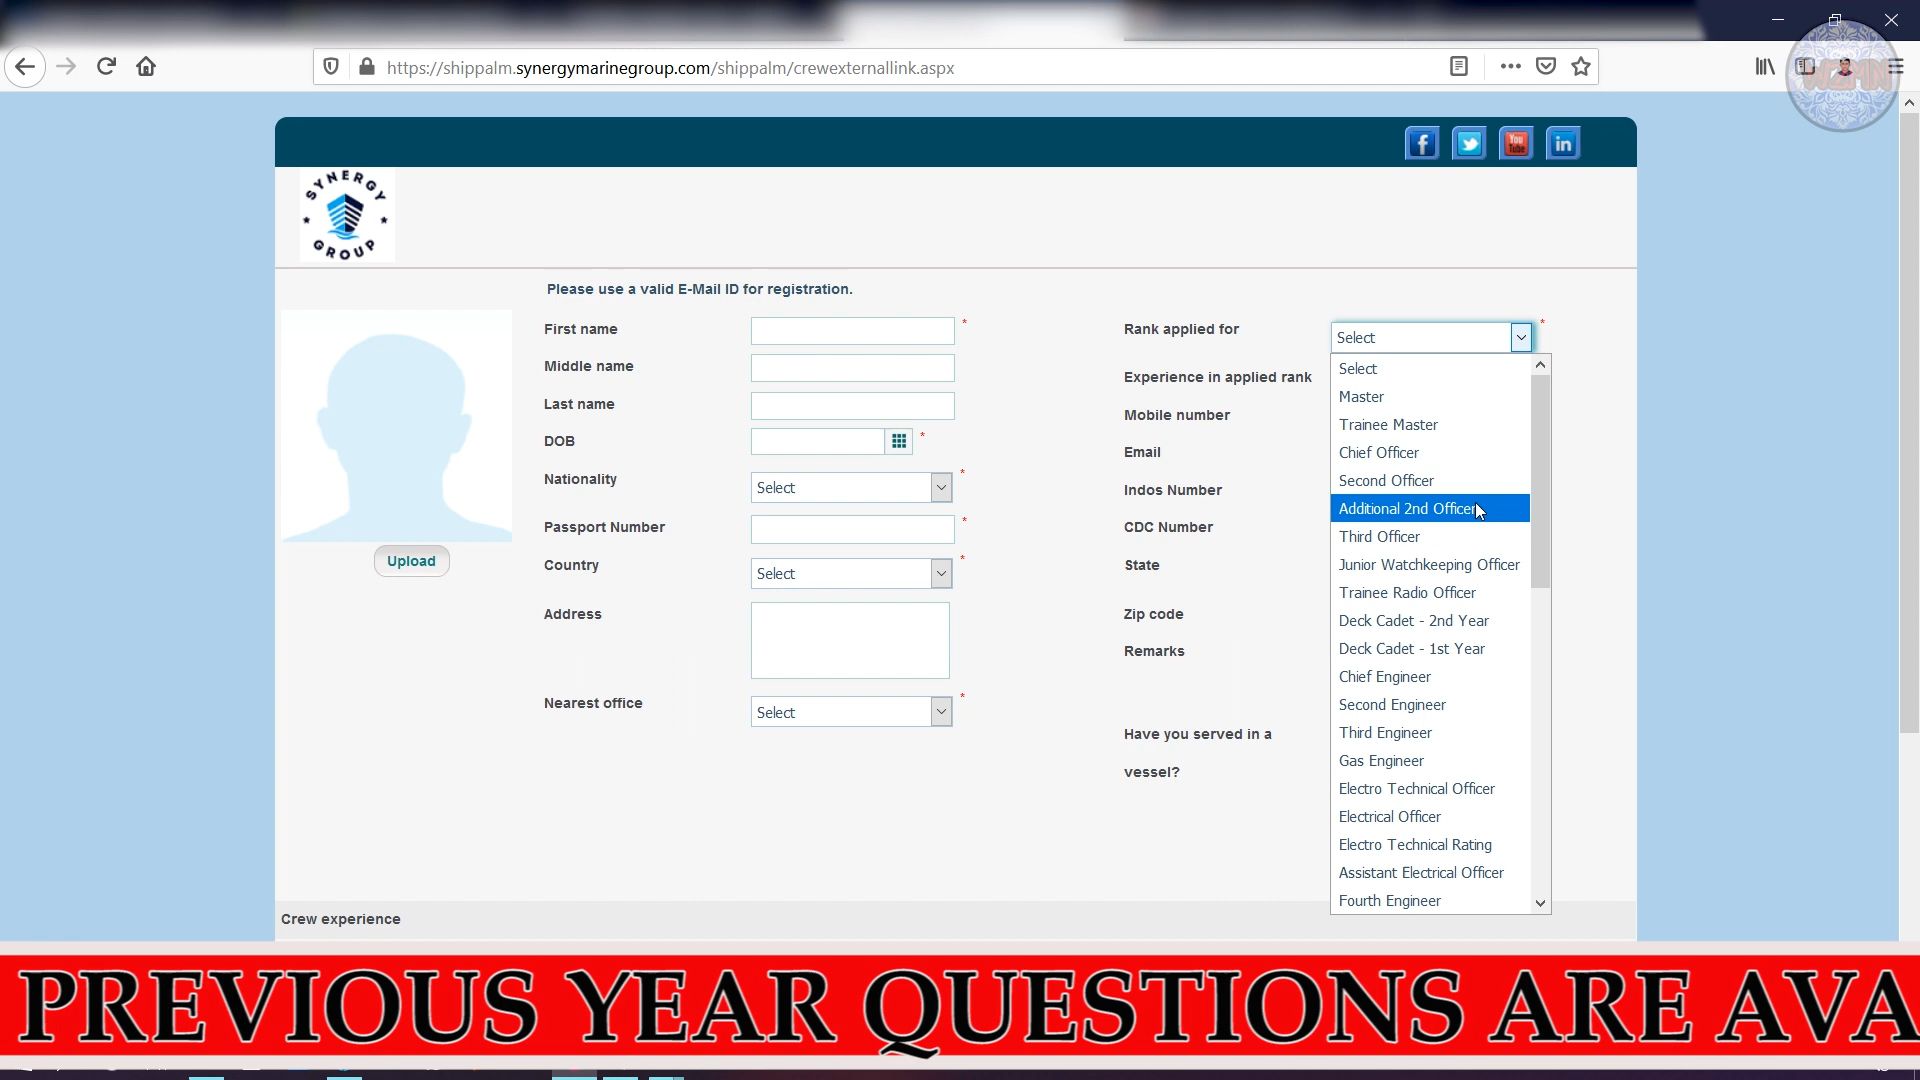 https://shippalm.synergymarinegroup.com/shippalm/crewexternallink.aspx
WZMN
f
You
Tube
in
SYNERGY
GROUP
Please use a valid E-Mail ID for registration.
First name *
Middle name
Last name
DOB *
Nationality Select *
Passport Number *
Country Select *
Address
Nearest office Select *
Upload
Rank applied for Select *
Experience in applied rank
Mobile number
Email
Indos Number
CDC Number
State
Zip code
Remarks
Have you served in a
vessel?
Select
Master
Trainee Master
Chief Officer
Second Officer
Additional 2nd Officer
Third Officer
Junior Watchkeeping Officer
Trainee Radio Officer
Deck Cadet - 2nd Year
Deck Cadet - 1st Year
Chief Engineer
Second Engineer
Third Engineer
Gas Engineer
Electro Technical Officer
Electrical Officer
Electro Technical Rating
Assistant Electrical Officer
Fourth Engineer
Crew experience
PREVIOUS YEAR QUESTIONS ARE AVA